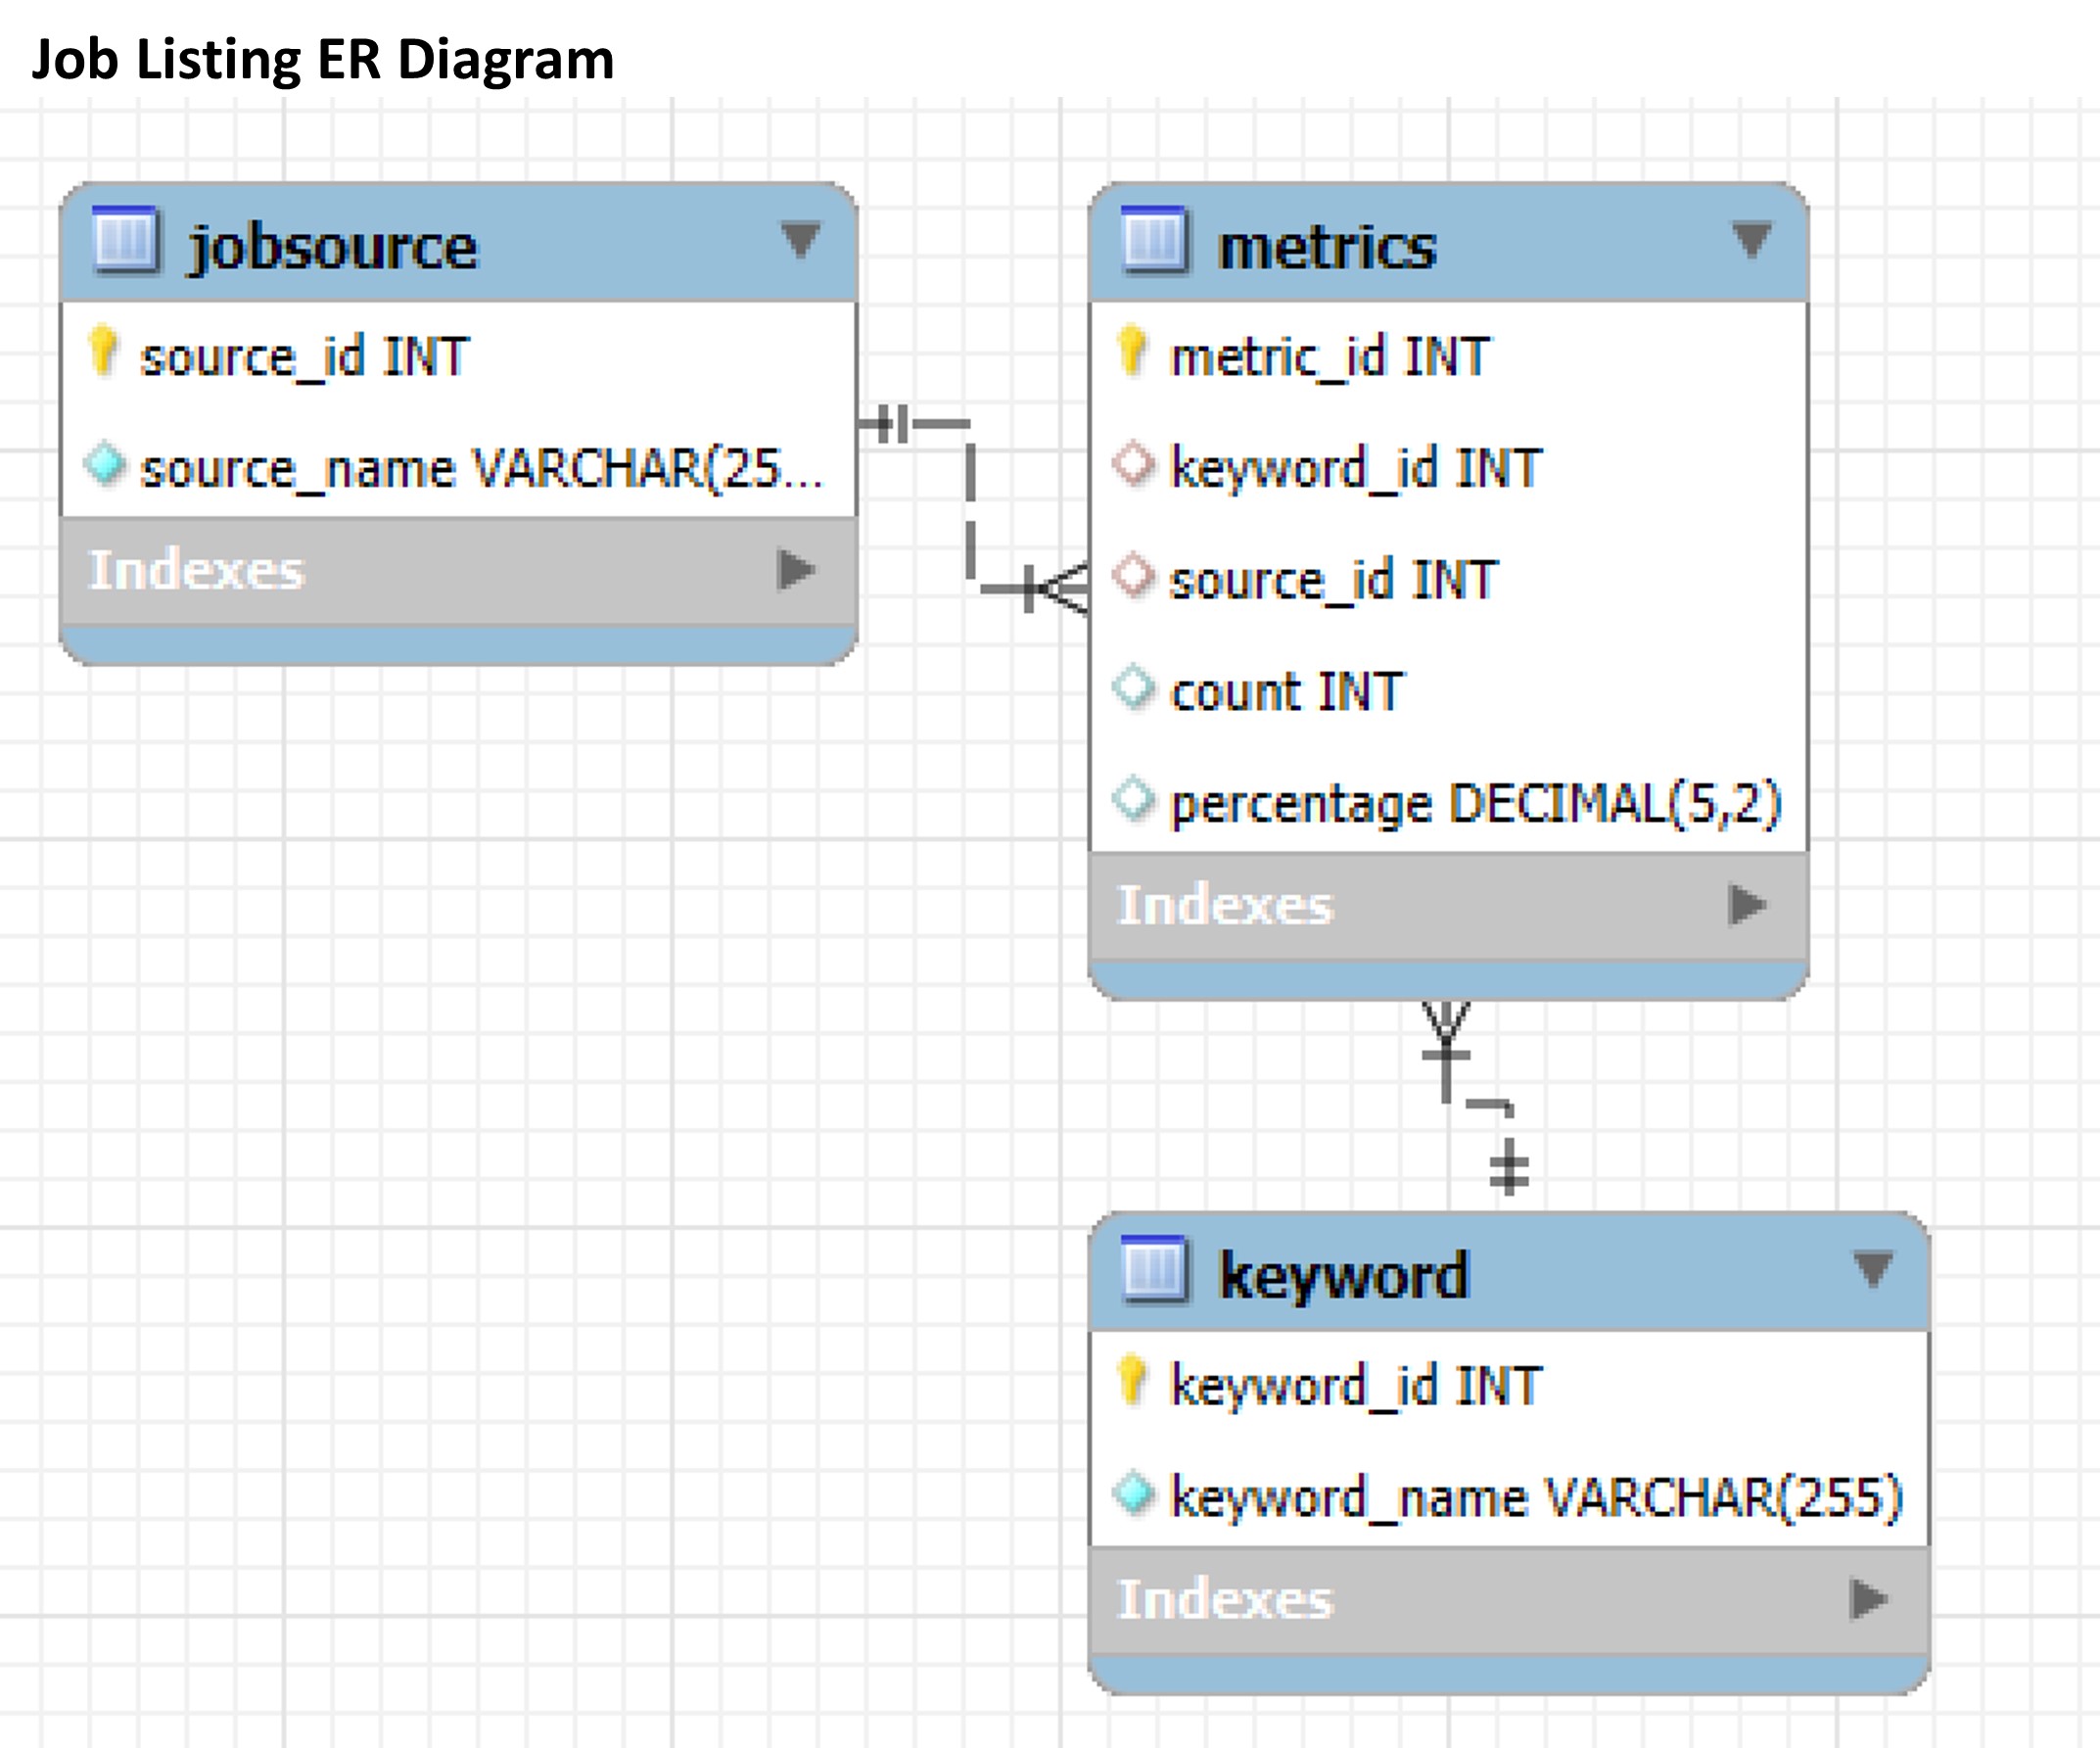 Job Listing ER Diagram
jobsource
source_id INT
source_name VARCHAR(25...
Indexes
metrics
metric_id INT
keyword_id INT
source_id INT
count INT
percentage DECIMAL(5,2)
Indexes
keyword
keyword_id INT
keyword_name VARCHAR(255)
Indexes